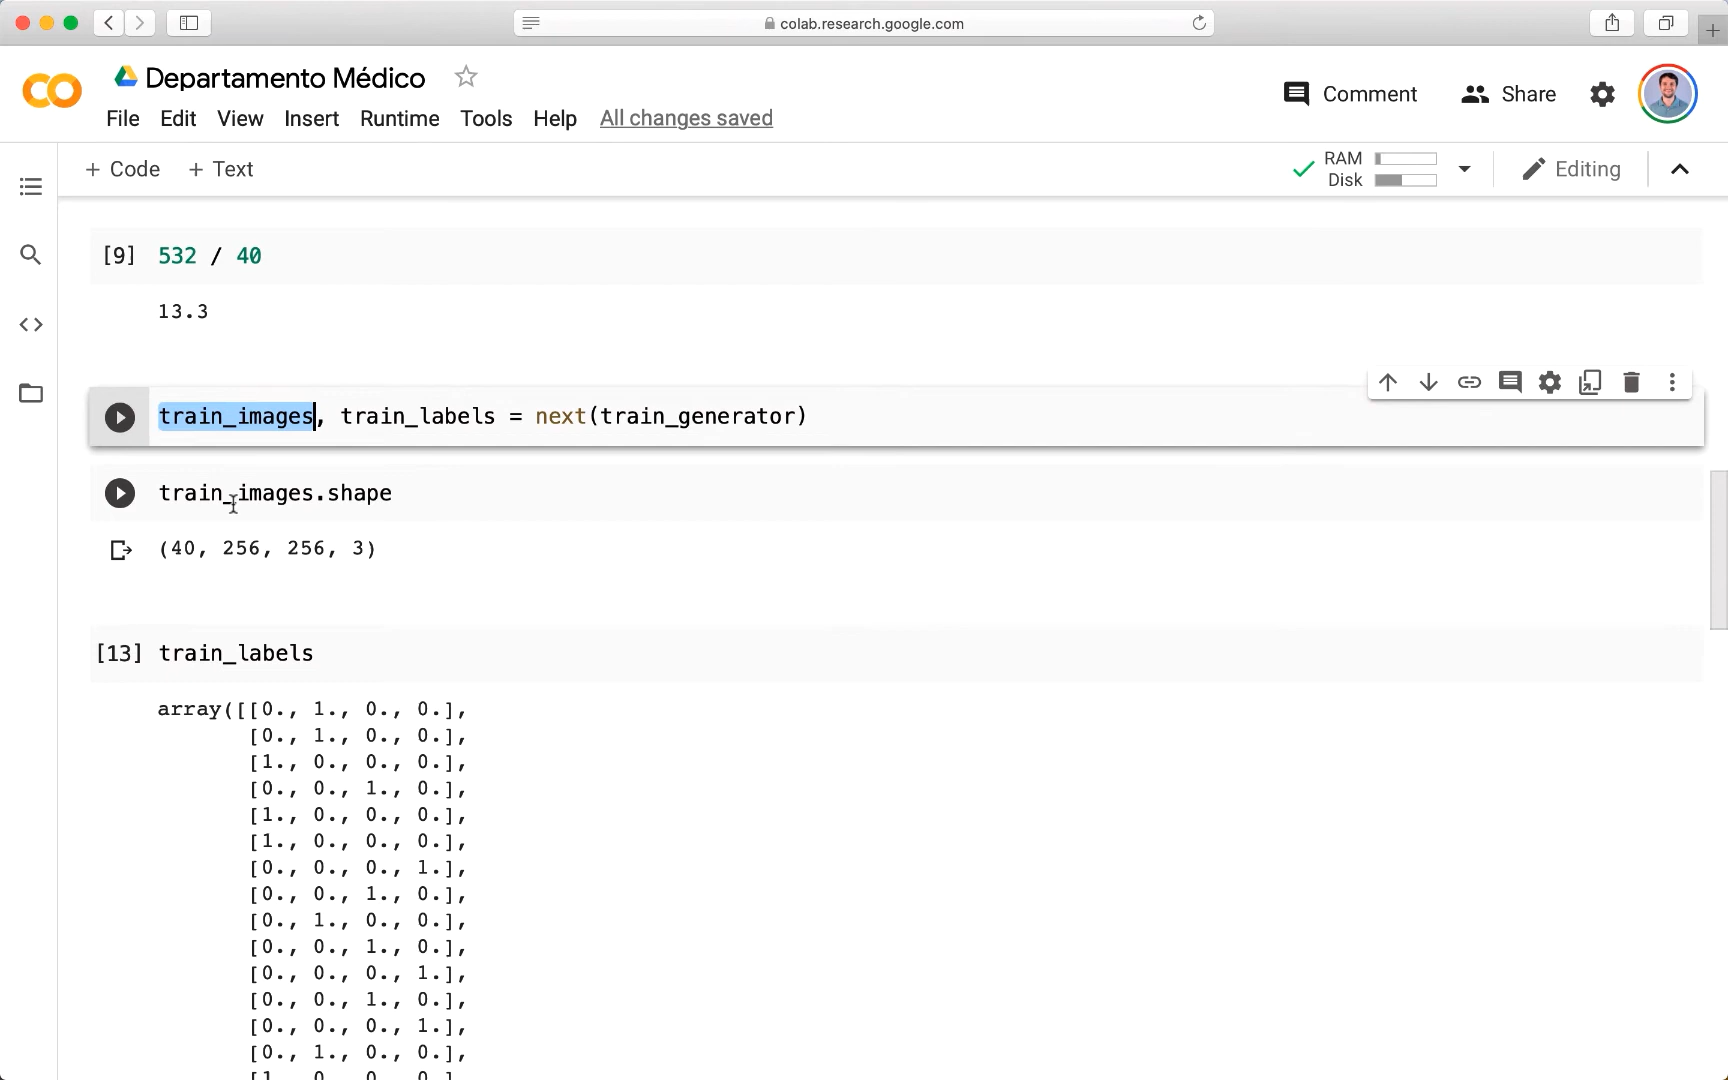 colab.research.google.com
Departamento Médico
Comment
Share
File Edit View Insert Runtime Tools Help All changes saved
+ Code + Text
RAM
Disk
Editing
[9] 532 / 40
13.3
train_images, train_labels = next(train_generator)
train_images.shape
(40, 256, 256, 3)
[13] train_labels
array([[0., 1., 0., 0.],
[0., 1., 0., 0.],
[1., 0., 0., 0.],
[0., 0., 1., 0.],
[1., 0., 0., 0.],
[1., 0., 0., 0.],
[0., 0., 0., 1.],
[0., 0., 1., 0.],
[0., 1., 0., 0.],
[0., 0., 1., 0.],
[0., 0., 0., 1.],
[0., 0., 1., 0.],
[0., 0., 0., 1.],
[0., 1., 0., 0.],